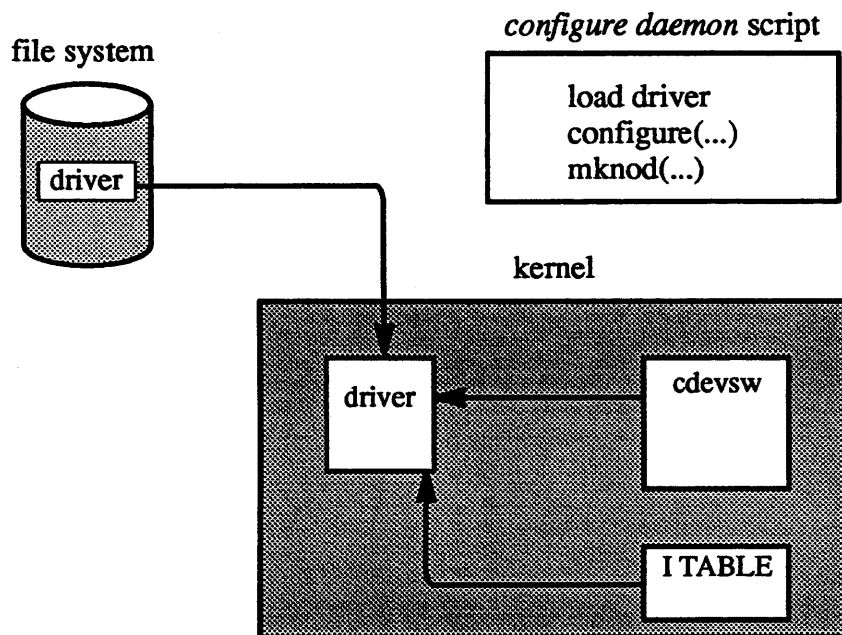 configure daemon script
file system
load driver
configure(...)
mknod(...)
driver
kernel
driver
cdevsw
I TABLE